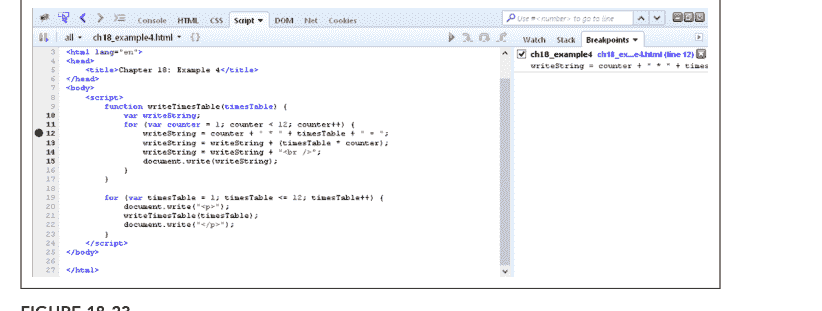 Console HTML CSS Script DOM Net Cookies
Use #<number> to go to line
all ch18_example4.html {}
Watch Stack Breakpoints
3 <html lang="en">
4 <head>
5 <title>Chapter 18: Example 4</title>
6 </head>
7 <body>
8 <script>
9 function writeTimesTable(timesTable) {
10 var writeString;
11 for (var counter = 1; counter < 12; counter++) {
12 writeString = counter + " * " + timesTable + " = ";
13 writeString = writeString + (timesTable * counter);
14 writeString = writeString + "<br />";
15 document.write(writeString);
16 }
17 }
18
19 for (var timesTable = 1; timesTable <= 12; timesTable++) {
20 document.write("<p>");
21 writeTimesTable(timesTable);
22 document.write("</p>");
23 }
24 </script>
25 </body>
26
27 </html>
ch18_example4 ch18_ex...e4.html (line 12)
writeString = counter + " * " + times
FIGURE 18-23